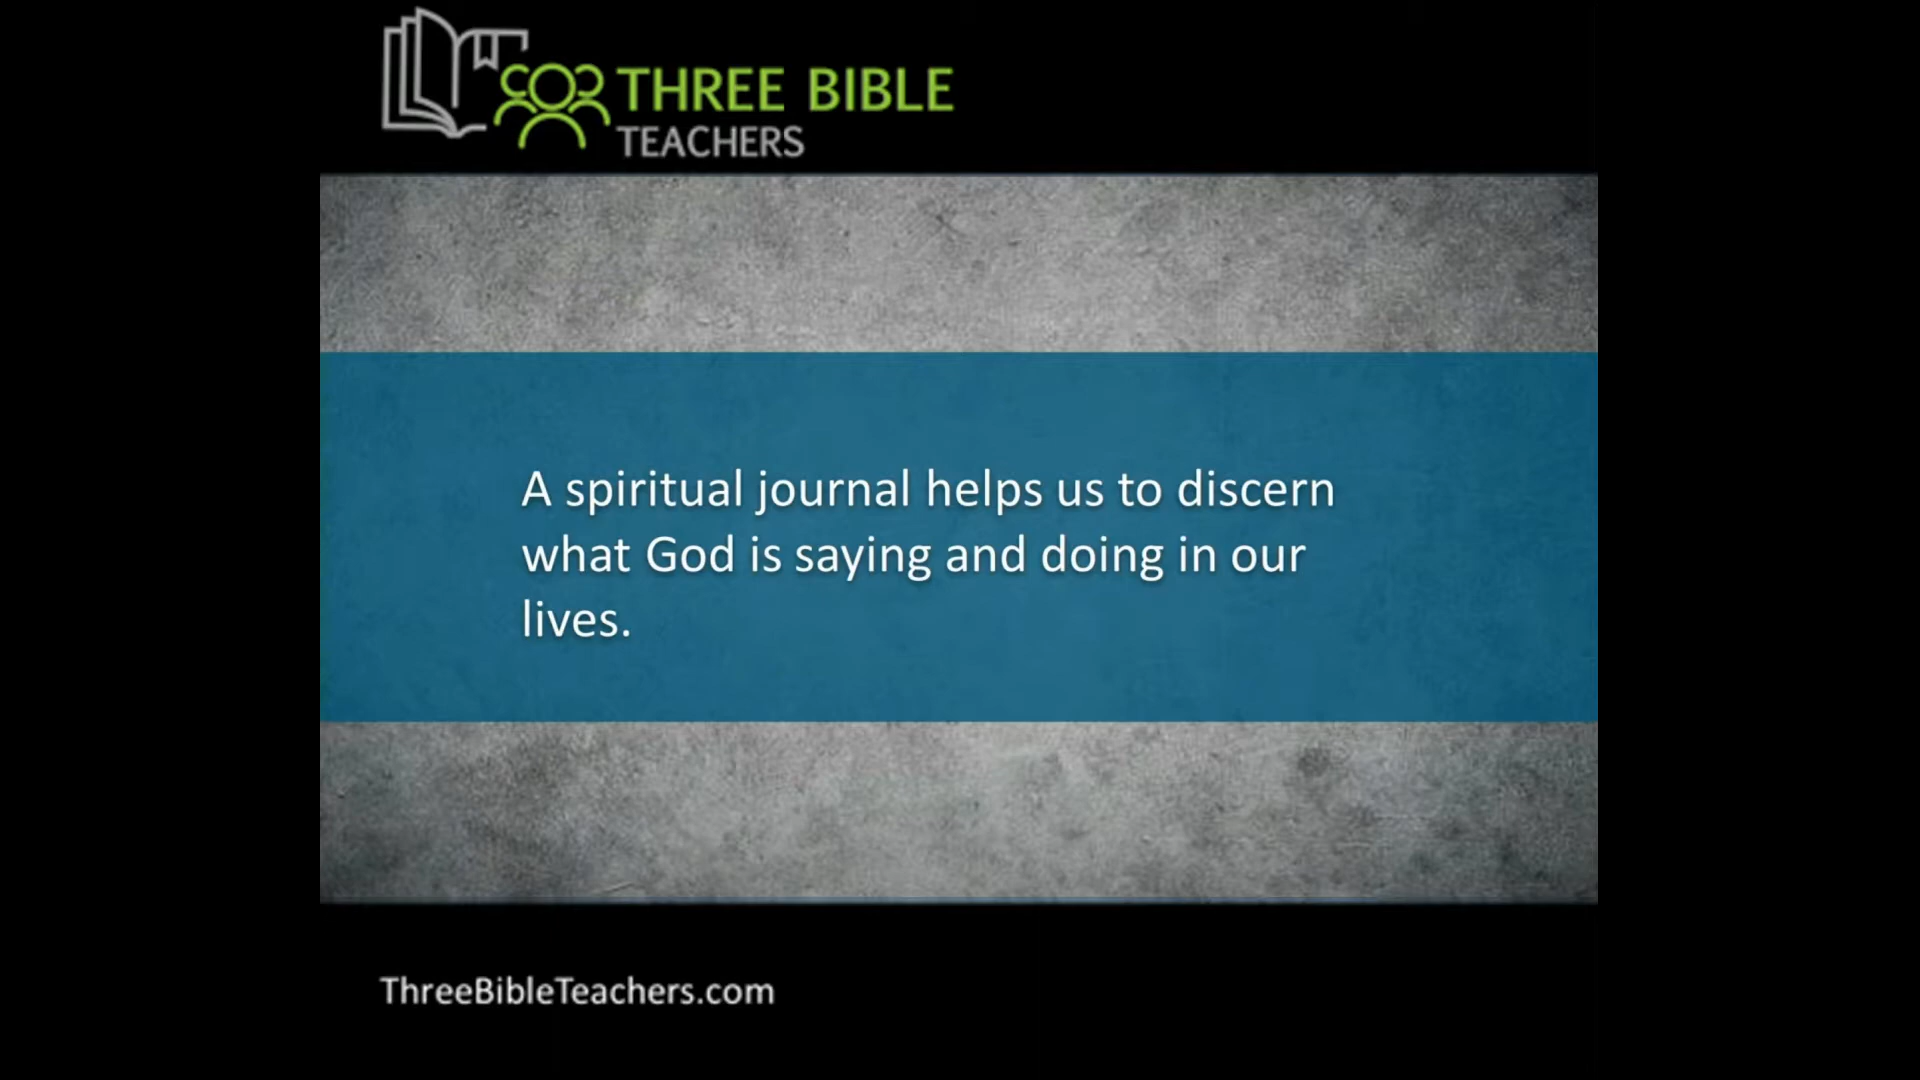 THREE BIBLE
TEACHERS
A spiritual journal helps us to discern
what God is saying and doing in our
lives.
ThreeBibleTeachers.com